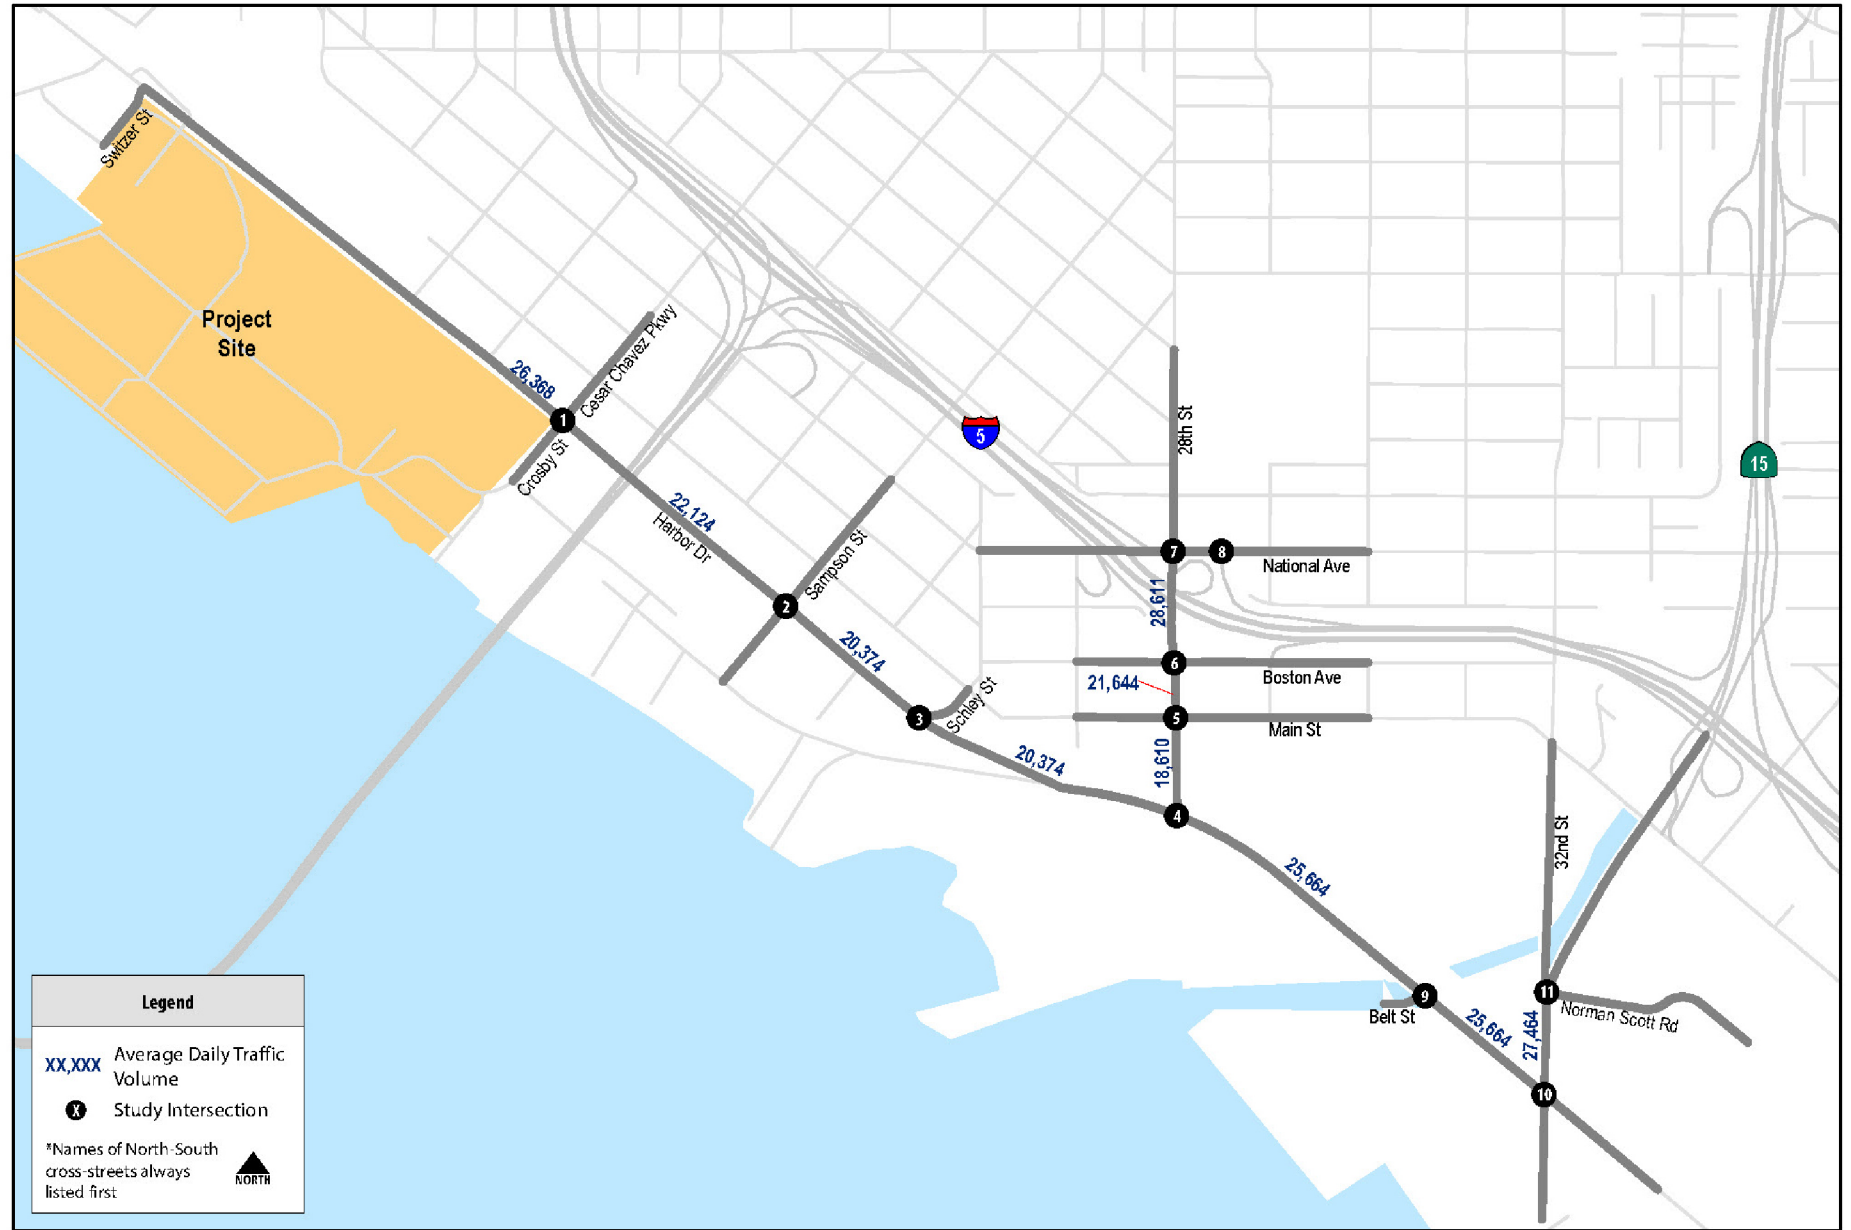 Switzer St
Project
Site
26,368
Cesar Chavez Pkwy
1
Crosby St
5
28th St
15
22,124
Harbor Dr
Sampson St
7
8
National Ave
28,611
2
20,374
6
Boston Ave
21,644
3
Schley St
5
Main St
20,374
18,610
4
32nd St
25,664
9
Belt St
11
Norman Scott Rd
25,664
27,464
10
Legend
XX,XXX
Average Daily Traffic
Volume
X
Study Intersection
*Names of North-South
cross-streets always
listed first
NORTH